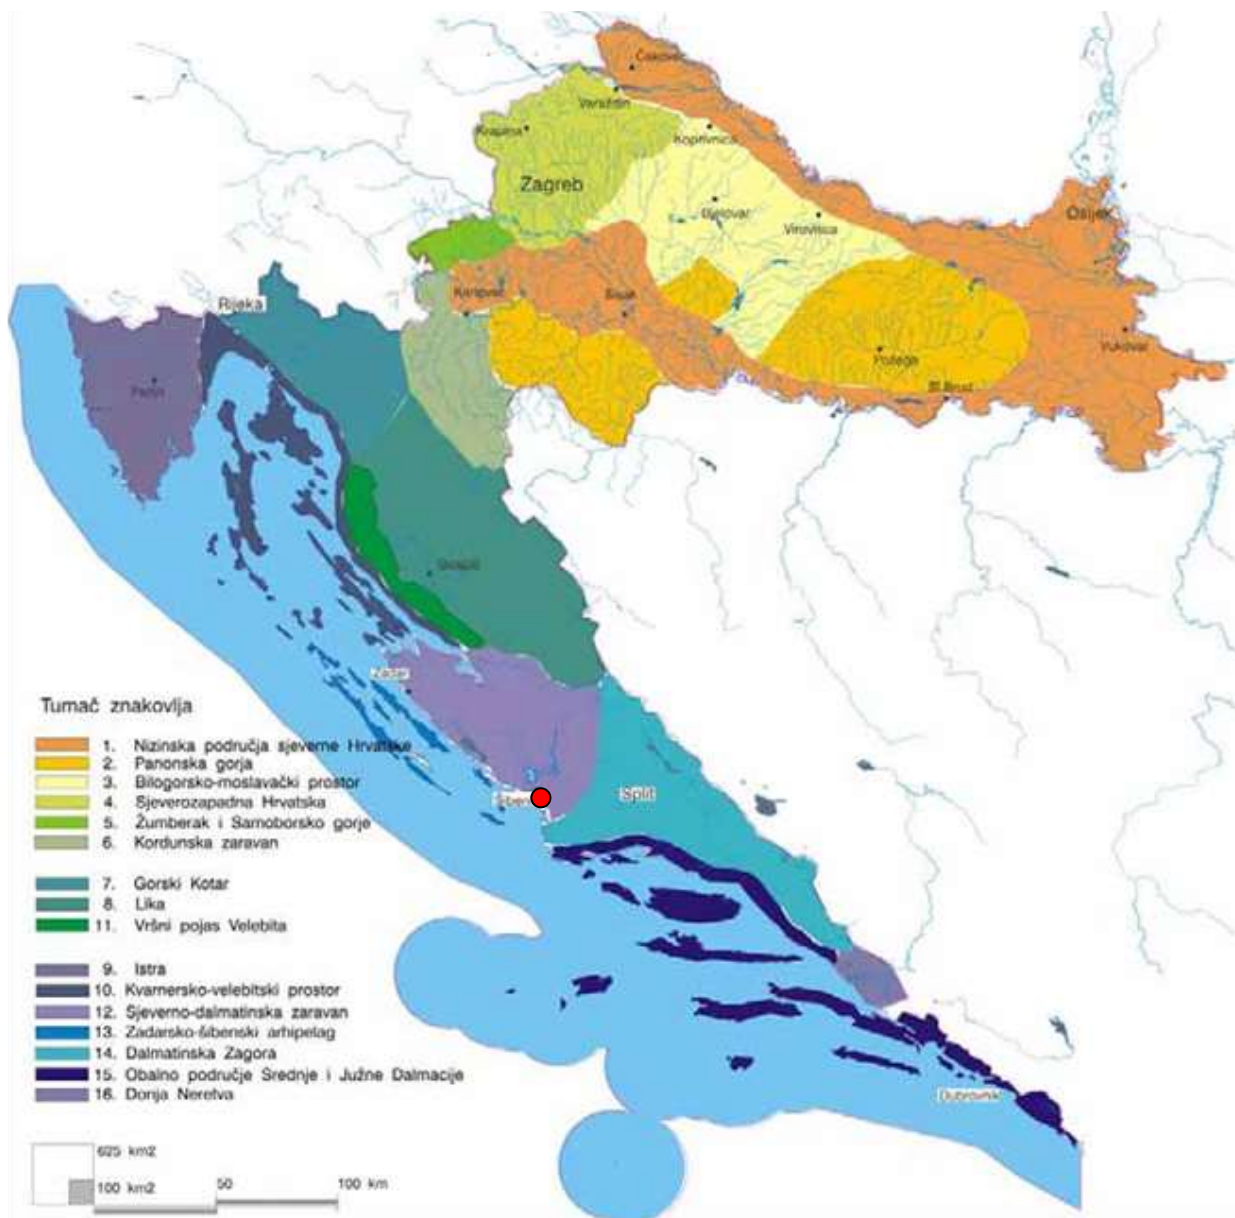 Čakovec
Varaždin
Krapina
Koprivnica
Zagreb
Bjelovar
Virovitica
Osijek
Karlovac
Sisak
Rijeka
Vukovar
Požega
Sl.Brod
Pazin
Gospić
Zadar
Tumač znakovlja
1. Nizinska područja sjeverne Hrvatske
2. Panonska gorja
3. Bilogorsko-moslavački prostor
4. Sjeverozapadna Hrvatska
5. Žumberak i Samoborsko gorje
6. Kordunska zaravan
Split
7. Gorski Kotar
8. Lika
11. Vršni pojas Velebita
9. Istra
10. Kvarnersko-velebitski prostor
12. Sjeverno-dalmatinska zaravan
13. Zadarsko-šibenski arhipelag
14. Dalmatinska Zagora
15. Obalno područje Srednje i Južne Dalmacije
16. Donja Neretva
Dubrovnik
625 km2
100 km2
50
100 km